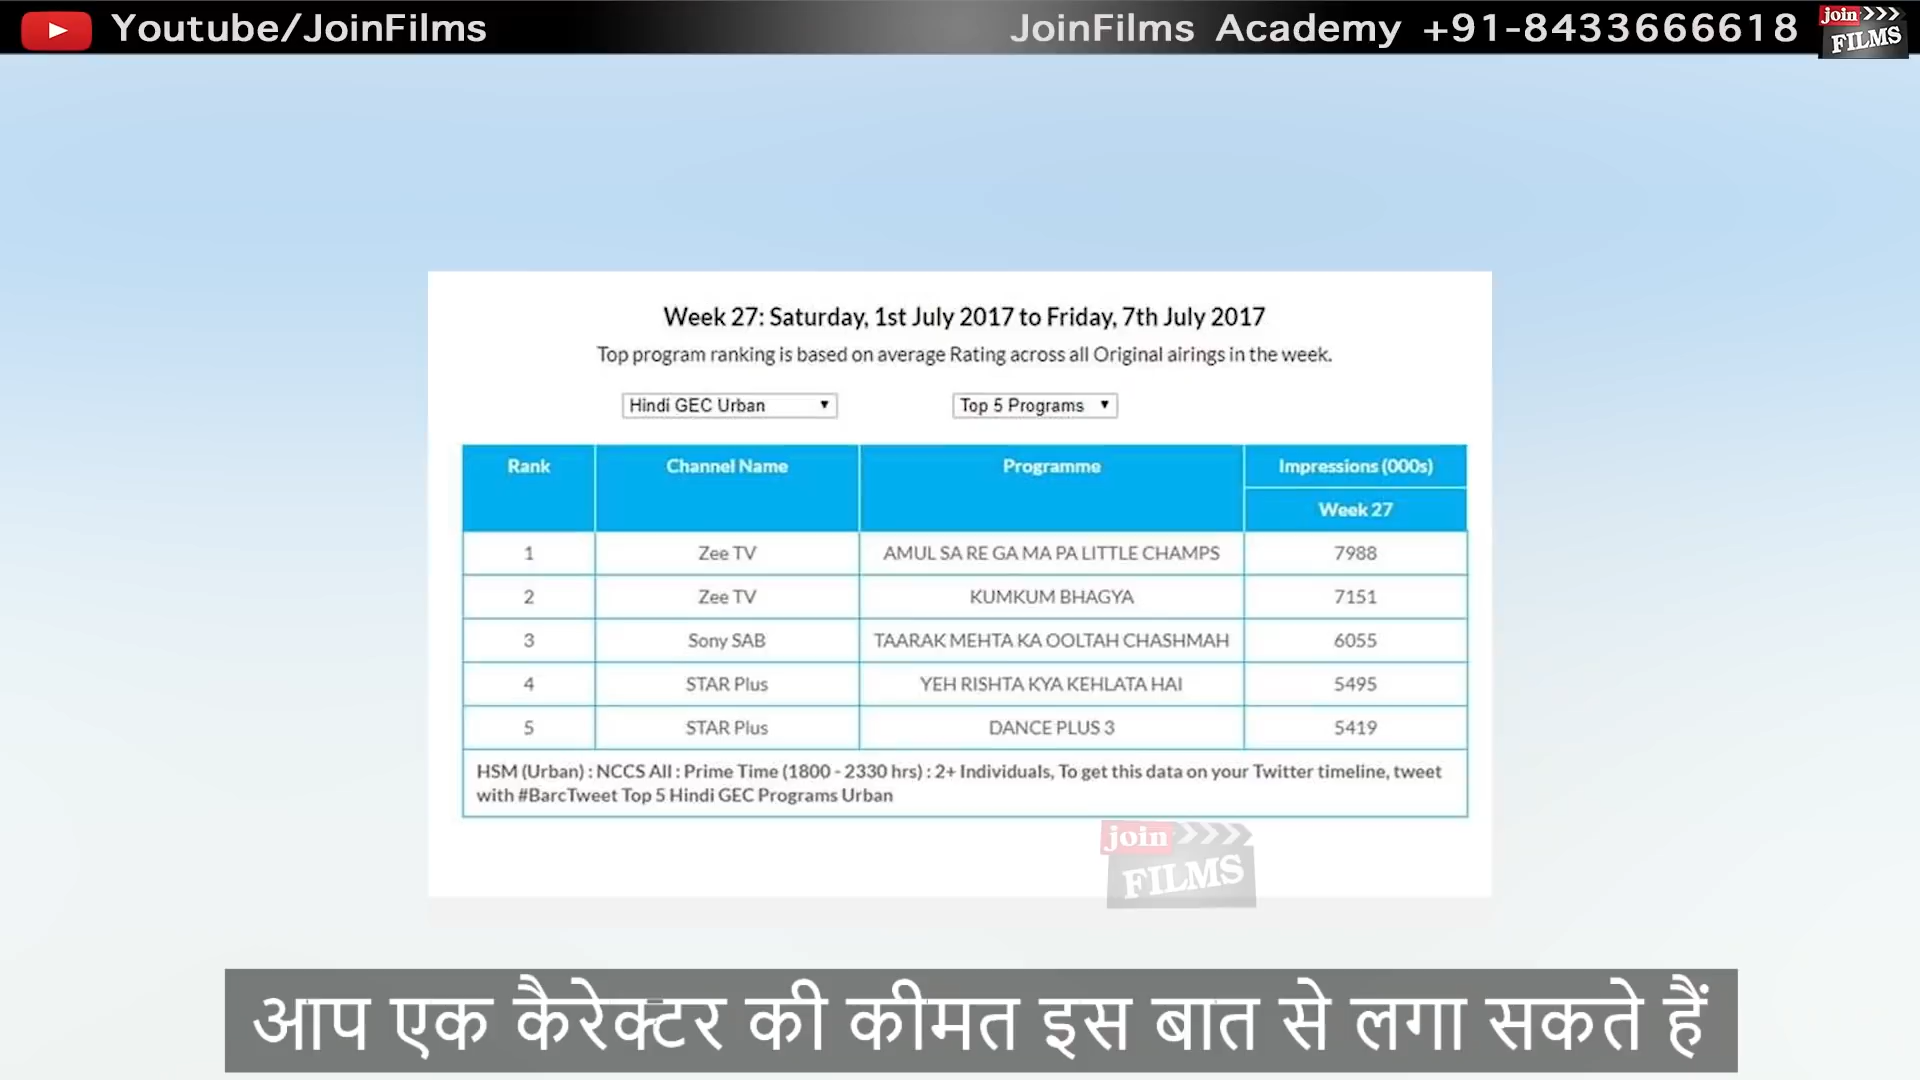 Youtube/JoinFilms
JoinFilms Academy +91-8433666618
join
FILMS
Week 27: Saturday, 1st July 2017 to Friday, 7th July 2017
Top program ranking is based on average Rating across all Original airings in the week.
Hindi GEC Urban Top 5 Programs
Rank Channel Name Programme Impressions (000s)
Week 27
1 Zee TV AMUL SA RE GA MA PA LITTLE CHAMPS 7988
2 Zee TV KUMKUM BHAGYA 7151
3 Sony SAB TAARAK MEHTA KA OOLTAH CHASHMAH 6055
4 STAR Plus YEH RISHTA KYA KEHLATA HAI 5495
5 STAR Plus DANCE PLUS 3 5419
HSM (Urban) : NCCS All : Prime Time (1800 - 2330 hrs) : 2+ Individuals, To get this data on your Twitter timeline, tweet
with #BarcTweet Top 5 Hindi GEC Programs Urban
join
FILMS
आप एक कैरेक्टर की कीमत इस बात से लगा सकते हैं